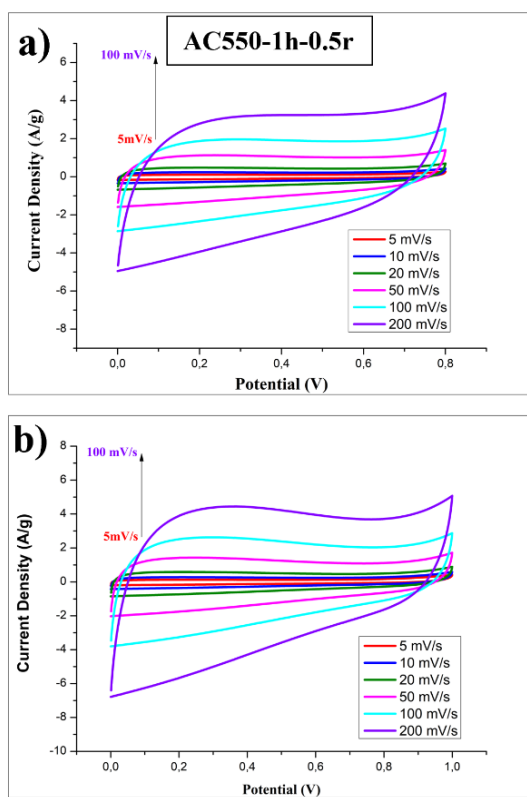 a)
AC550-1h-0.5r
100 mV/s
5mV/s
Current Density (A/g)
6
4
2
0
-2
-4
-6
-8
5 mV/s
10 mV/s
20 mV/s
50 mV/s
100 mV/s
200 mV/s
0,0
0,2
0,4
0,6
0,8
Potential (V)
b)
100 mV/s
5mV/s
Current Density (A/g)
8
6
4
2
0
-2
-4
-6
-8
-10
5 mV/s
10 mV/s
20 mV/s
50 mV/s
100 mV/s
200 mV/s
0,0
0,2
0,4
0,6
0,8
1,0
Potential (V)